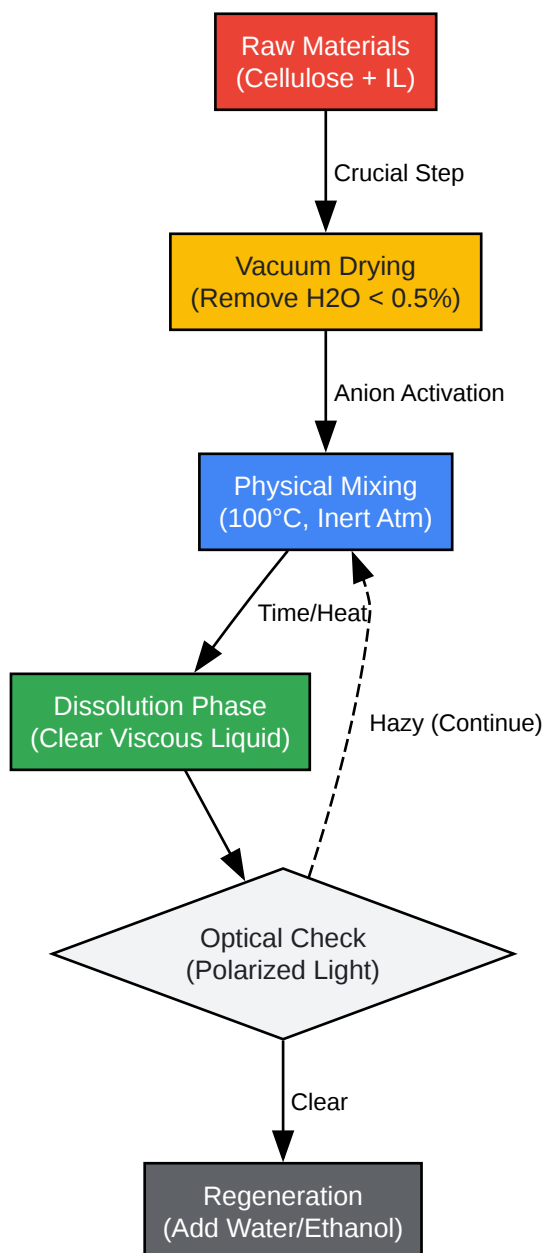 Raw Materials
(Cellulose + IL)
Crucial Step
Vacuum Drying
(Remove H2O < 0.5%)
Anion Activation
Physical Mixing
(100°C, Inert Atm)
Time/Heat
Dissolution Phase
(Clear Viscous Liquid)
Hazy (Continue)
Optical Check
(Polarized Light)
Clear
Regeneration
(Add Water/Ethanol)